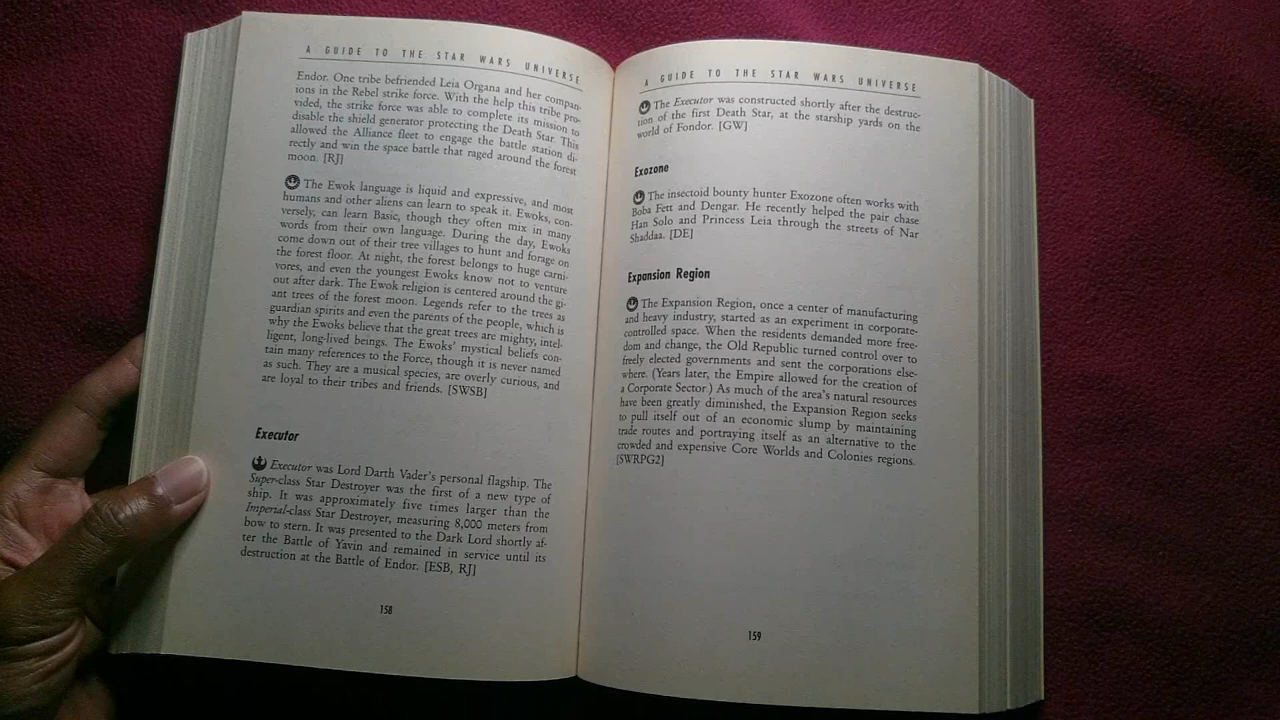 A GUIDE TO THE STAR WARS UNIVERSE
Endor. One tribe befriended Leia Organa and her compan-
ions in the Rebel strike force. With the help this tribe pro-
vided, the strike force was able to complete its mission to
disable the shield generator protecting the Death Star. This
allowed the Alliance fleet to engage the battle station di-
rectly and win the space battle that raged around the forest
moon. [RJ]
The Ewok language is liquid and expressive, and most
humans and other aliens can learn to speak it. Ewoks, con-
versely, can learn Basic, though they often mix in many
words from their own language. During the day, Ewoks
come down out of their tree villages to hunt and forage on
the forest floor. At night, the forest belongs to huge carni-
vores, and even the youngest Ewoks know not to venture
out after dark. The Ewok religion is centered around the gi-
ant trees of the forest moon. Legends refer to the trees as
guardian spirits and even the parents of the people, which is
why the Ewoks believe that the great trees are mighty, intel-
ligent, long-lived beings. The Ewoks' mystical beliefs con-
tain many references to the Force, though it is never named
as such. They are a musical species, are overly curious, and
are loyal to their tribes and friends. [SWSB]
Executor
Executor was Lord Darth Vader's personal flagship. The
Super-class Star Destroyer was the first of a new type of
ship. It was approximately five times larger than the
Imperial-class Star Destroyer, measuring 8,000 meters from
bow to stern. It was presented to the Dark Lord shortly af-
ter the Battle of Yavin and remained in service until its
destruction at the Battle of Endor. [ESB, RJ]
158
A GUIDE TO THE STAR WARS UNIVERSE
The Executor was constructed shortly after the destruc-
tion of the first Death Star, at the starship yards on the
world of Fondor. [GW]
Exozone
The insectoid bounty hunter Exozone often works with
Boba Fett and Dengar. He recently helped the pair chase
Han Solo and Princess Leia through the streets of Nar
Shaddaa. [DE]
Expansion Region
The Expansion Region, once a center of manufacturing
and heavy industry, started as an experiment in corporate-
controlled space. When the residents demanded more free-
dom and change, the Old Republic turned control over to
freely elected governments and sent the corporations else-
where. (Years later, the Empire allowed for the creation of
a Corporate Sector.) As much of the area's natural resources
have been greatly diminished, the Expansion Region seeks
to pull itself out of an economic slump by maintaining
trade routes and portraying itself as an alternative to the
crowded and expensive Core Worlds and Colonies regions.
[SWRPG2]
159